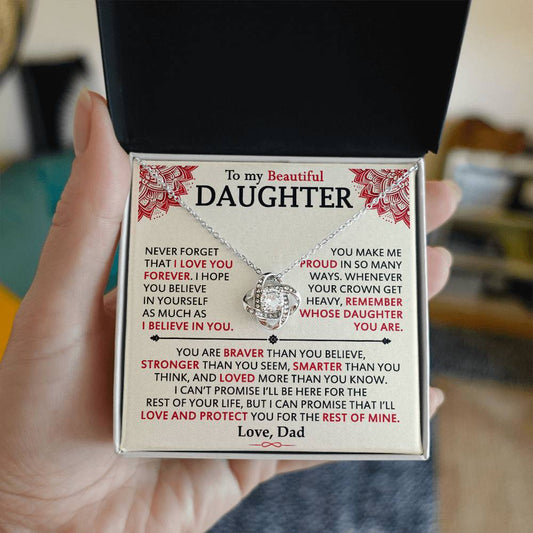 To my Beautiful
DAUGHTER
NEVER FORGET
THAT I LOVE YOU
FOREVER. I HOPE
YOU BELIEVE
IN YOURSELF
AS MUCH AS
I BELIEVE IN YOU.
YOU MAKE ME
PROUD IN SO MANY
WAYS. WHENEVER
YOUR CROWN GET
HEAVY, REMEMBER
WHOSE DAUGHTER
YOU ARE.
YOU ARE BRAVER THAN YOU BELIEVE,
STRONGER THAN YOU SEEM, SMARTER THAN YOU
THINK, AND LOVED MORE THAN YOU KNOW.
I CAN'T PROMISE I'LL BE HERE FOR THE
REST OF YOUR LIFE, BUT I CAN PROMISE THAT I'LL
LOVE AND PROTECT YOU FOR THE REST OF MINE.
Love, Dad